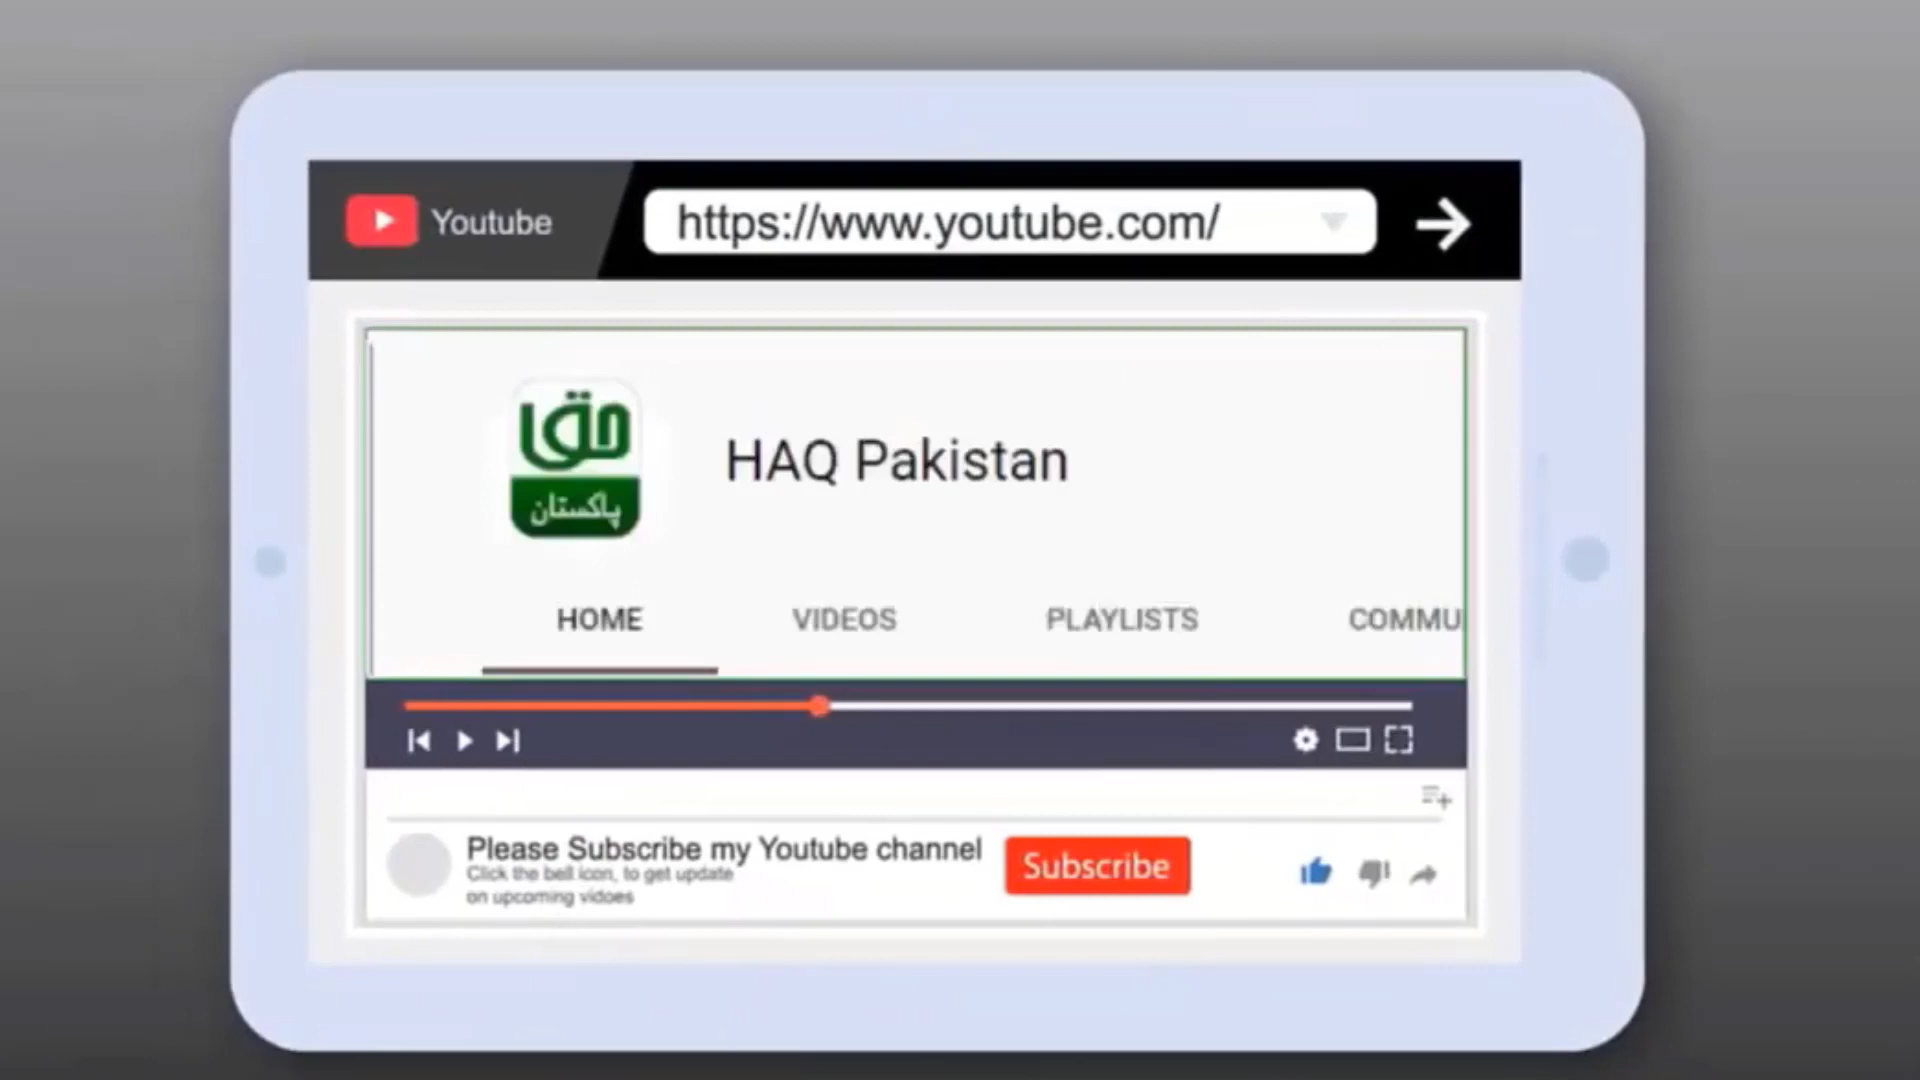 Youtube
https://www.youtube.com/
حق
پاکستان
HAQ Pakistan
HOME VIDEOS PLAYLISTS COMMU
Please Subscribe my Youtube channel
Click the bell icon, to get update
on upcoming vidoes
Subscribe